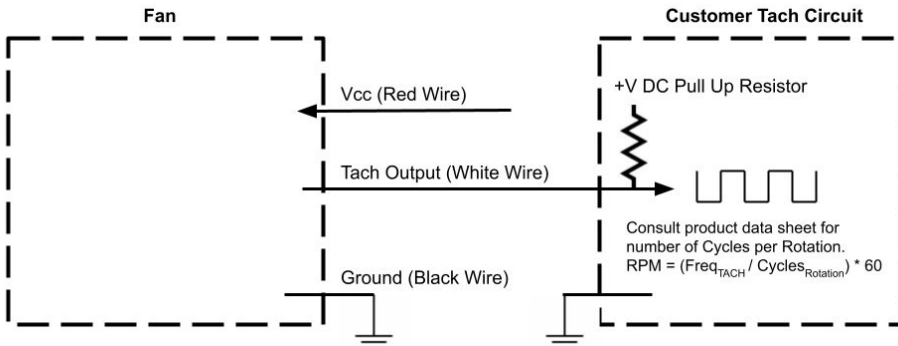 Fan
Customer Tach Circuit
Vcc (Red Wire)
+V DC Pull Up Resistor
Tach Output (White Wire)
Consult product data sheet for
number of Cycles per Rotation.
RPM = (FreqTACH / CyclesRotation) * 60
Ground (Black Wire)